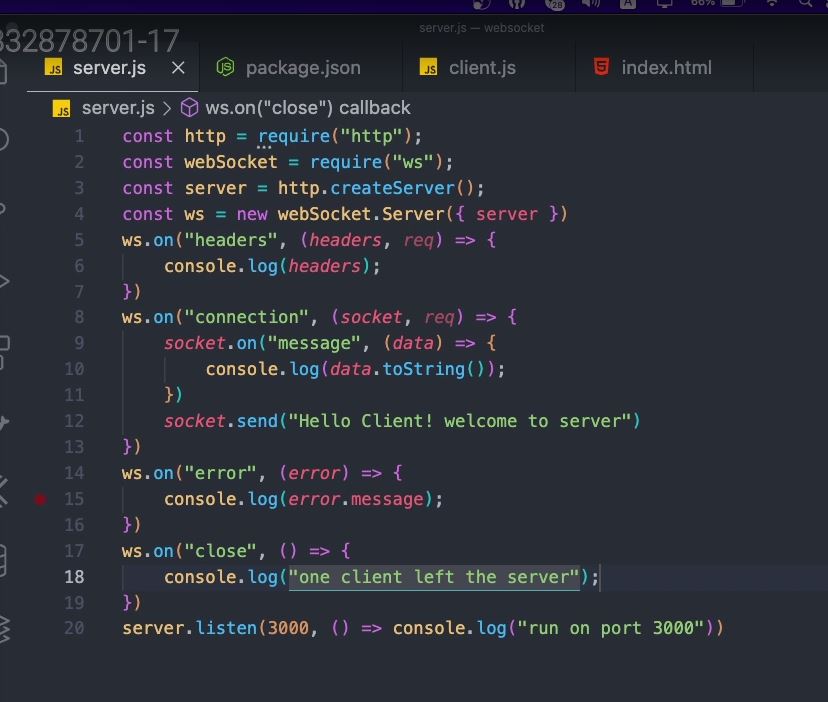 28
A
66%
server.js — websocket
332878701-17
server.js
package.json
client.js
index.html
JS server.js > ws.on("close") callback
1 const http = require("http");
2 const webSocket = require("ws");
3 const server = http.createServer();
4 const ws = new webSocket.Server({ server })
5 ws.on("headers", (headers, req) => {
6 console.log(headers);
7 })
8 ws.on("connection", (socket, req) => {
9 socket.on("message", (data) => {
10 console.log(data.toString());
11 })
12 socket.send("Hello Client! welcome to server")
13 })
14 ws.on("error", (error) => {
15 console.log(error.message);
16 })
17 ws.on("close", () => {
18 console.log("one client left the server");
19 })
20 server.listen(3000, () => console.log("run on port 3000"))